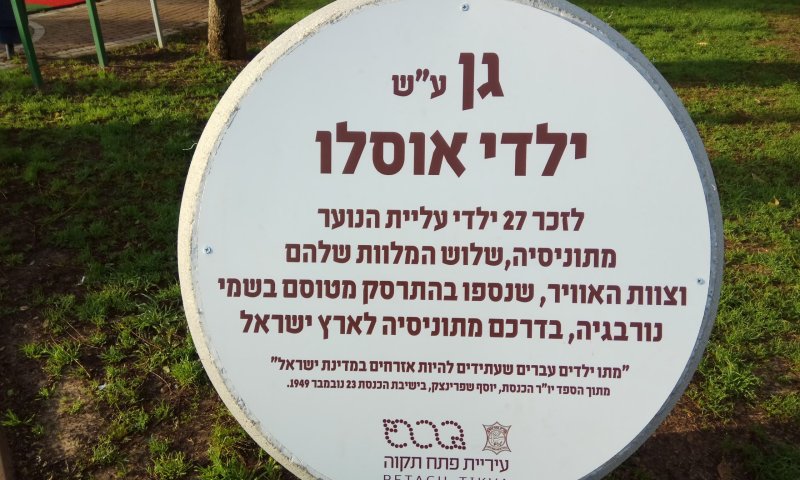 גן ע"ש
ילדי אוסלו
לזכר 27 ילדי עליית הנוער
מתוניסיה,שלוש המלוות שלהם
וצוות האוויר, שנספו בהתרסק מטוסם בשמי
נורבגיה, בדרכם מתוניסיה לארץ ישראל
"מתו ילדים עברים שעתידים להיות אזרחים במדינת ישראל"
מתוך הספד יו"ר הכנסת, יוסף שפרינצק, בישיבת הכנסת 23 נובמבר 1949.
עיריית פתח תקוה
PETACH TIKVA